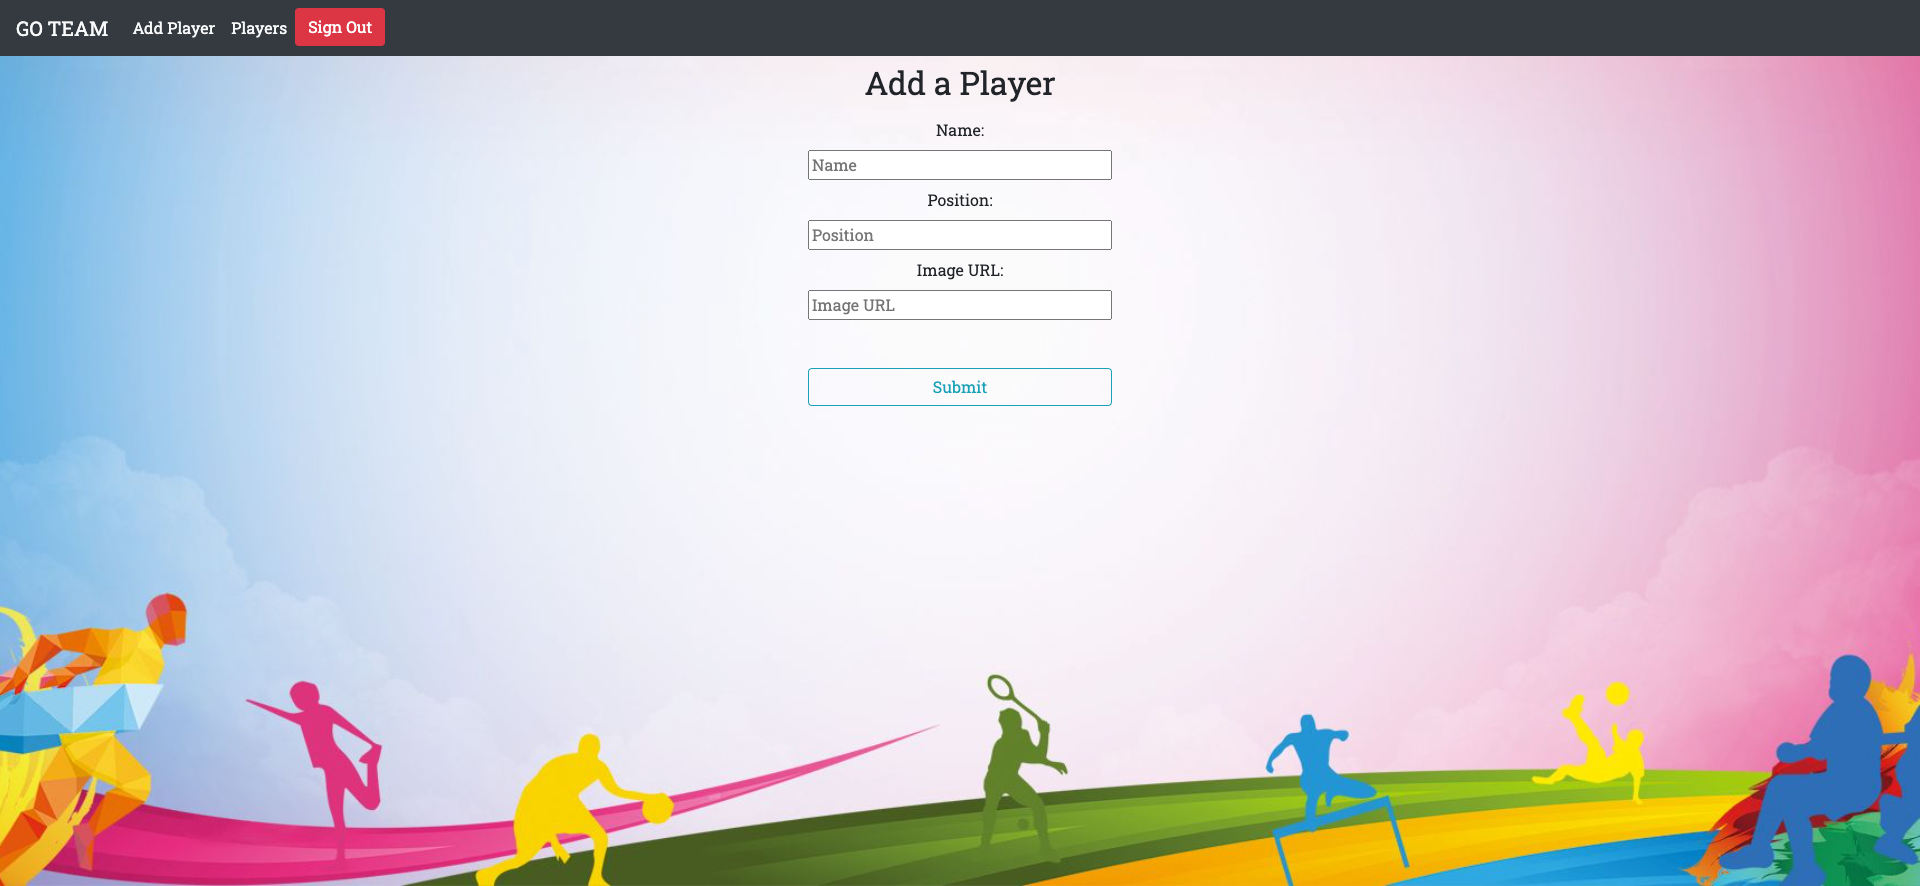 GO TEAM Add Player Players Sign Out
Add a Player
Name:
Name
Position:
Position
Image URL:
Image URL
Submit